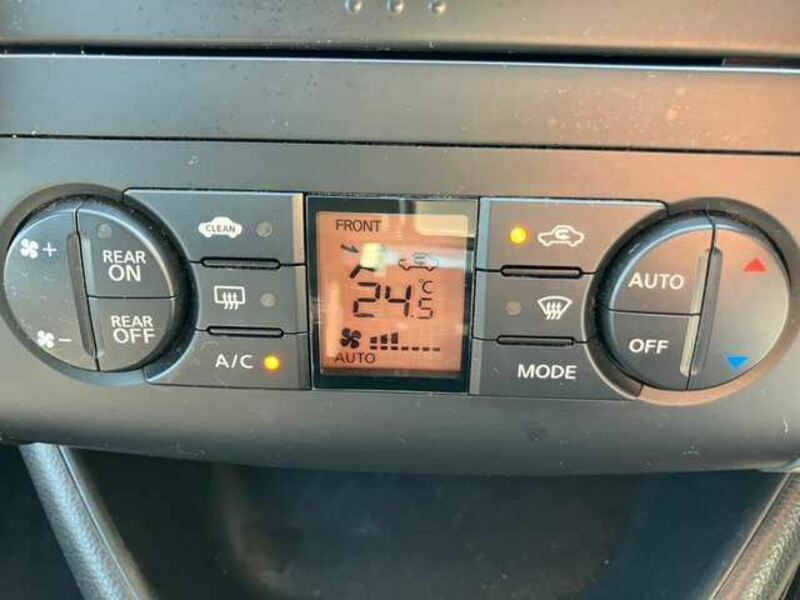 REAR
ON
REAR
OFF
CLEAN
A/C
FRONT
24.5
°C
AUTO
AUTO
OFF
MODE